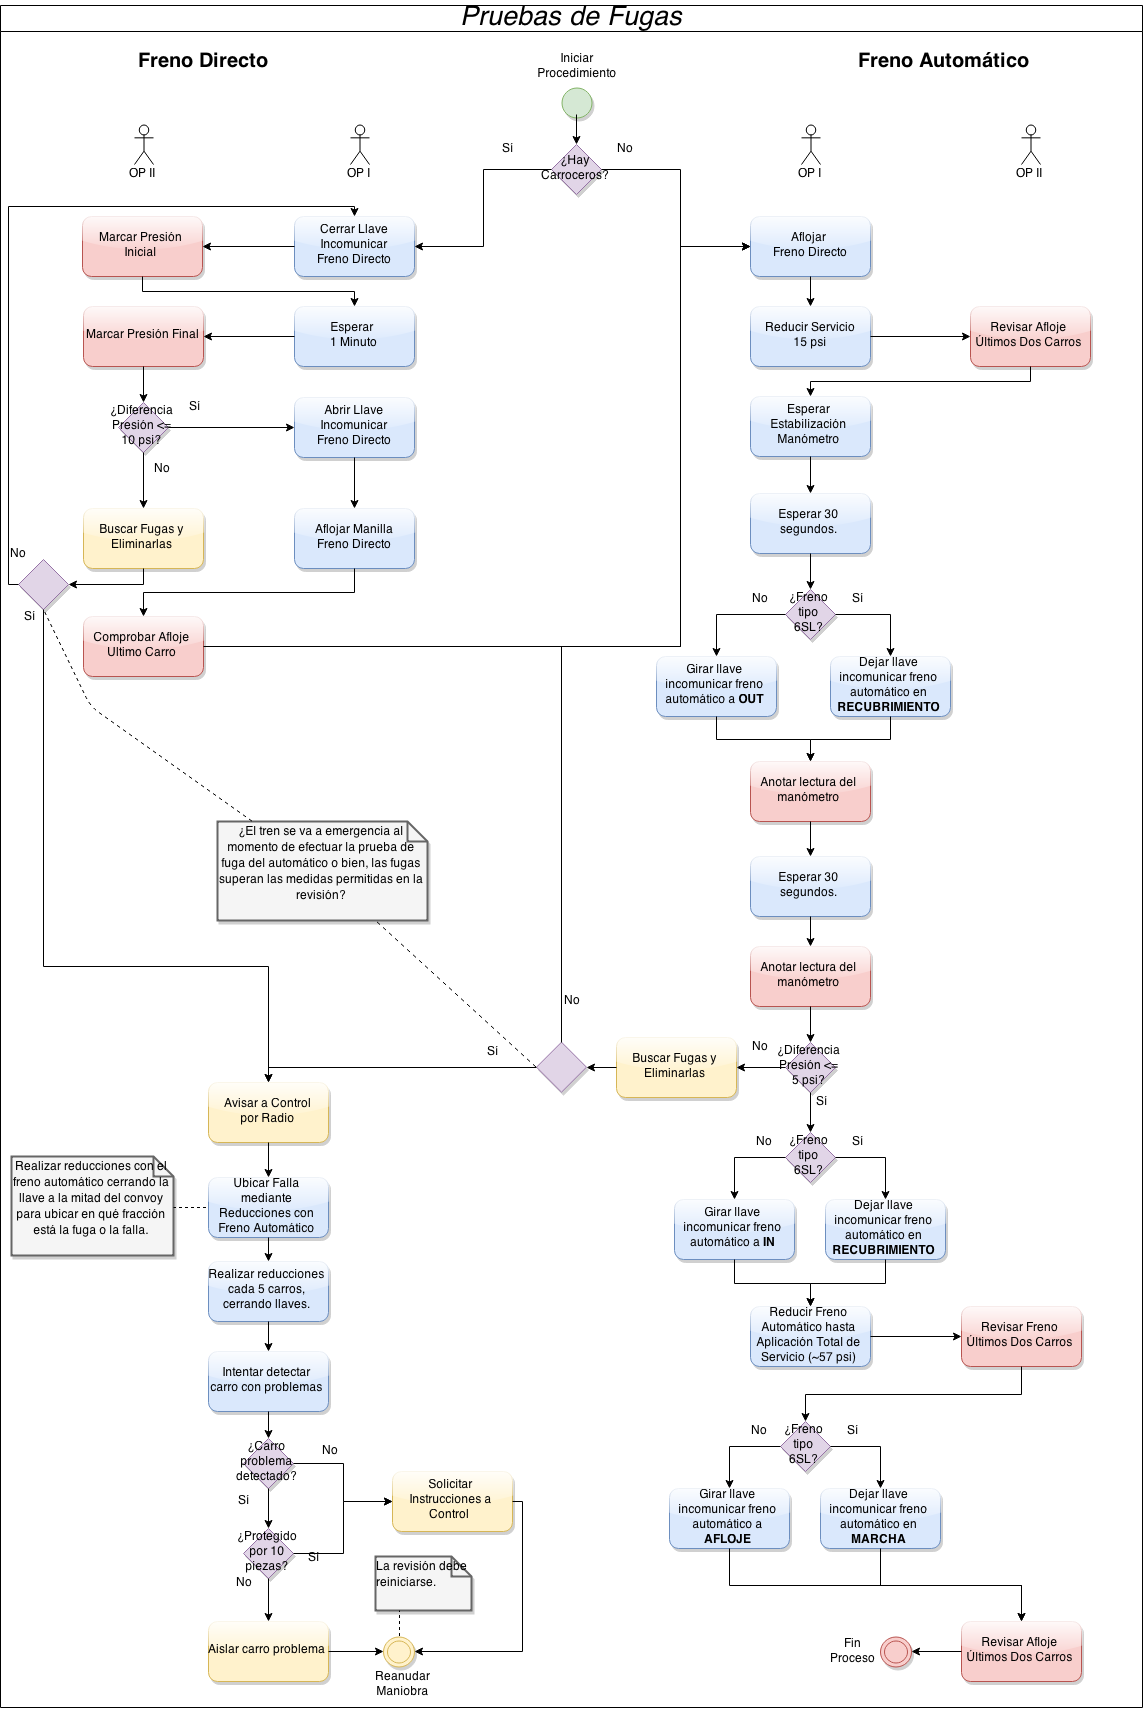 Pruebas de Fugas
Freno Directo
Freno Automático
Iniciar
Procedimiento
OP II
OP I
OP I
OP II
Sí
No
¿Hay
Carroceros?
Marcar Presión
Inicial
Cerrar Llave
Incomunicar
Freno Directo
Marcar Presión Final
Esperar
1 Minuto
¿Diferencia
Presión <=
10 psi?
Sí
No
Abrir Llave
Incomunicar
Freno Directo
Buscar Fugas y
Eliminarlas
Aflojar Manilla
Freno Directo
No
Sí
Comprobar Afloje
Ultimo Carro
Aflojar
Freno Directo
Reducir Servicio
15 psi
Revisar Afloje
Últimos Dos Carros
Esperar
Estabilización
Manómetro
Esperar 30
segundos.
No
¿Freno
tipo
6SL?
Sí
Girar llave
incomunicar freno
automático a OUT
Dejar llave
incomunicar freno
automático en
RECUBRIMIENTO
Anotar lectura del
manómetro
Esperar 30
segundos.
Anotar lectura del
manómetro
¿El tren se va a emergencia al
momento de efectuar la prueba de
fuga del automático o bien, las fugas
superan las medidas permitidas en la
revisión?
No
Sí
Buscar Fugas y
Eliminarlas
No
¿Diferencia
Presión <=
5 psi?
Sí
No
¿Freno
tipo
6SL?
Sí
Girar llave
incomunicar freno
automático a IN
Dejar llave
incomunicar freno
automático en
RECUBRIMIENTO
Reducir Freno
Automático hasta
Aplicación Total de
Servicio (~57 psi)
Revisar Freno
Últimos Dos Carros
No
¿Freno
tipo
6SL?
Sí
Girar llave
incomunicar freno
automático a
AFLOJE
Dejar llave
incomunicar freno
automático en
MARCHA
Fin
Proceso
Revisar Afloje
Últimos Dos Carros
Avisar a Control
por Radio
Realizar reducciones con el
freno automático cerrando la
llave a la mitad del convoy
para ubicar en qué fracción
está la fuga o la falla.
Ubicar Falla
mediante
Reducciones con
Freno Automático
Realizar reducciones
cada 5 carros,
cerrando llaves.
Intentar detectar
carro con problemas
¿Carro
problema
detectado?
No
Sí
Solicitar
Instrucciones a
Control
¿Protegido
por 10
piezas?
Sí
No
La revisión debe
reiniciarse.
Aislar carro problema
Reanudar
Maniobra